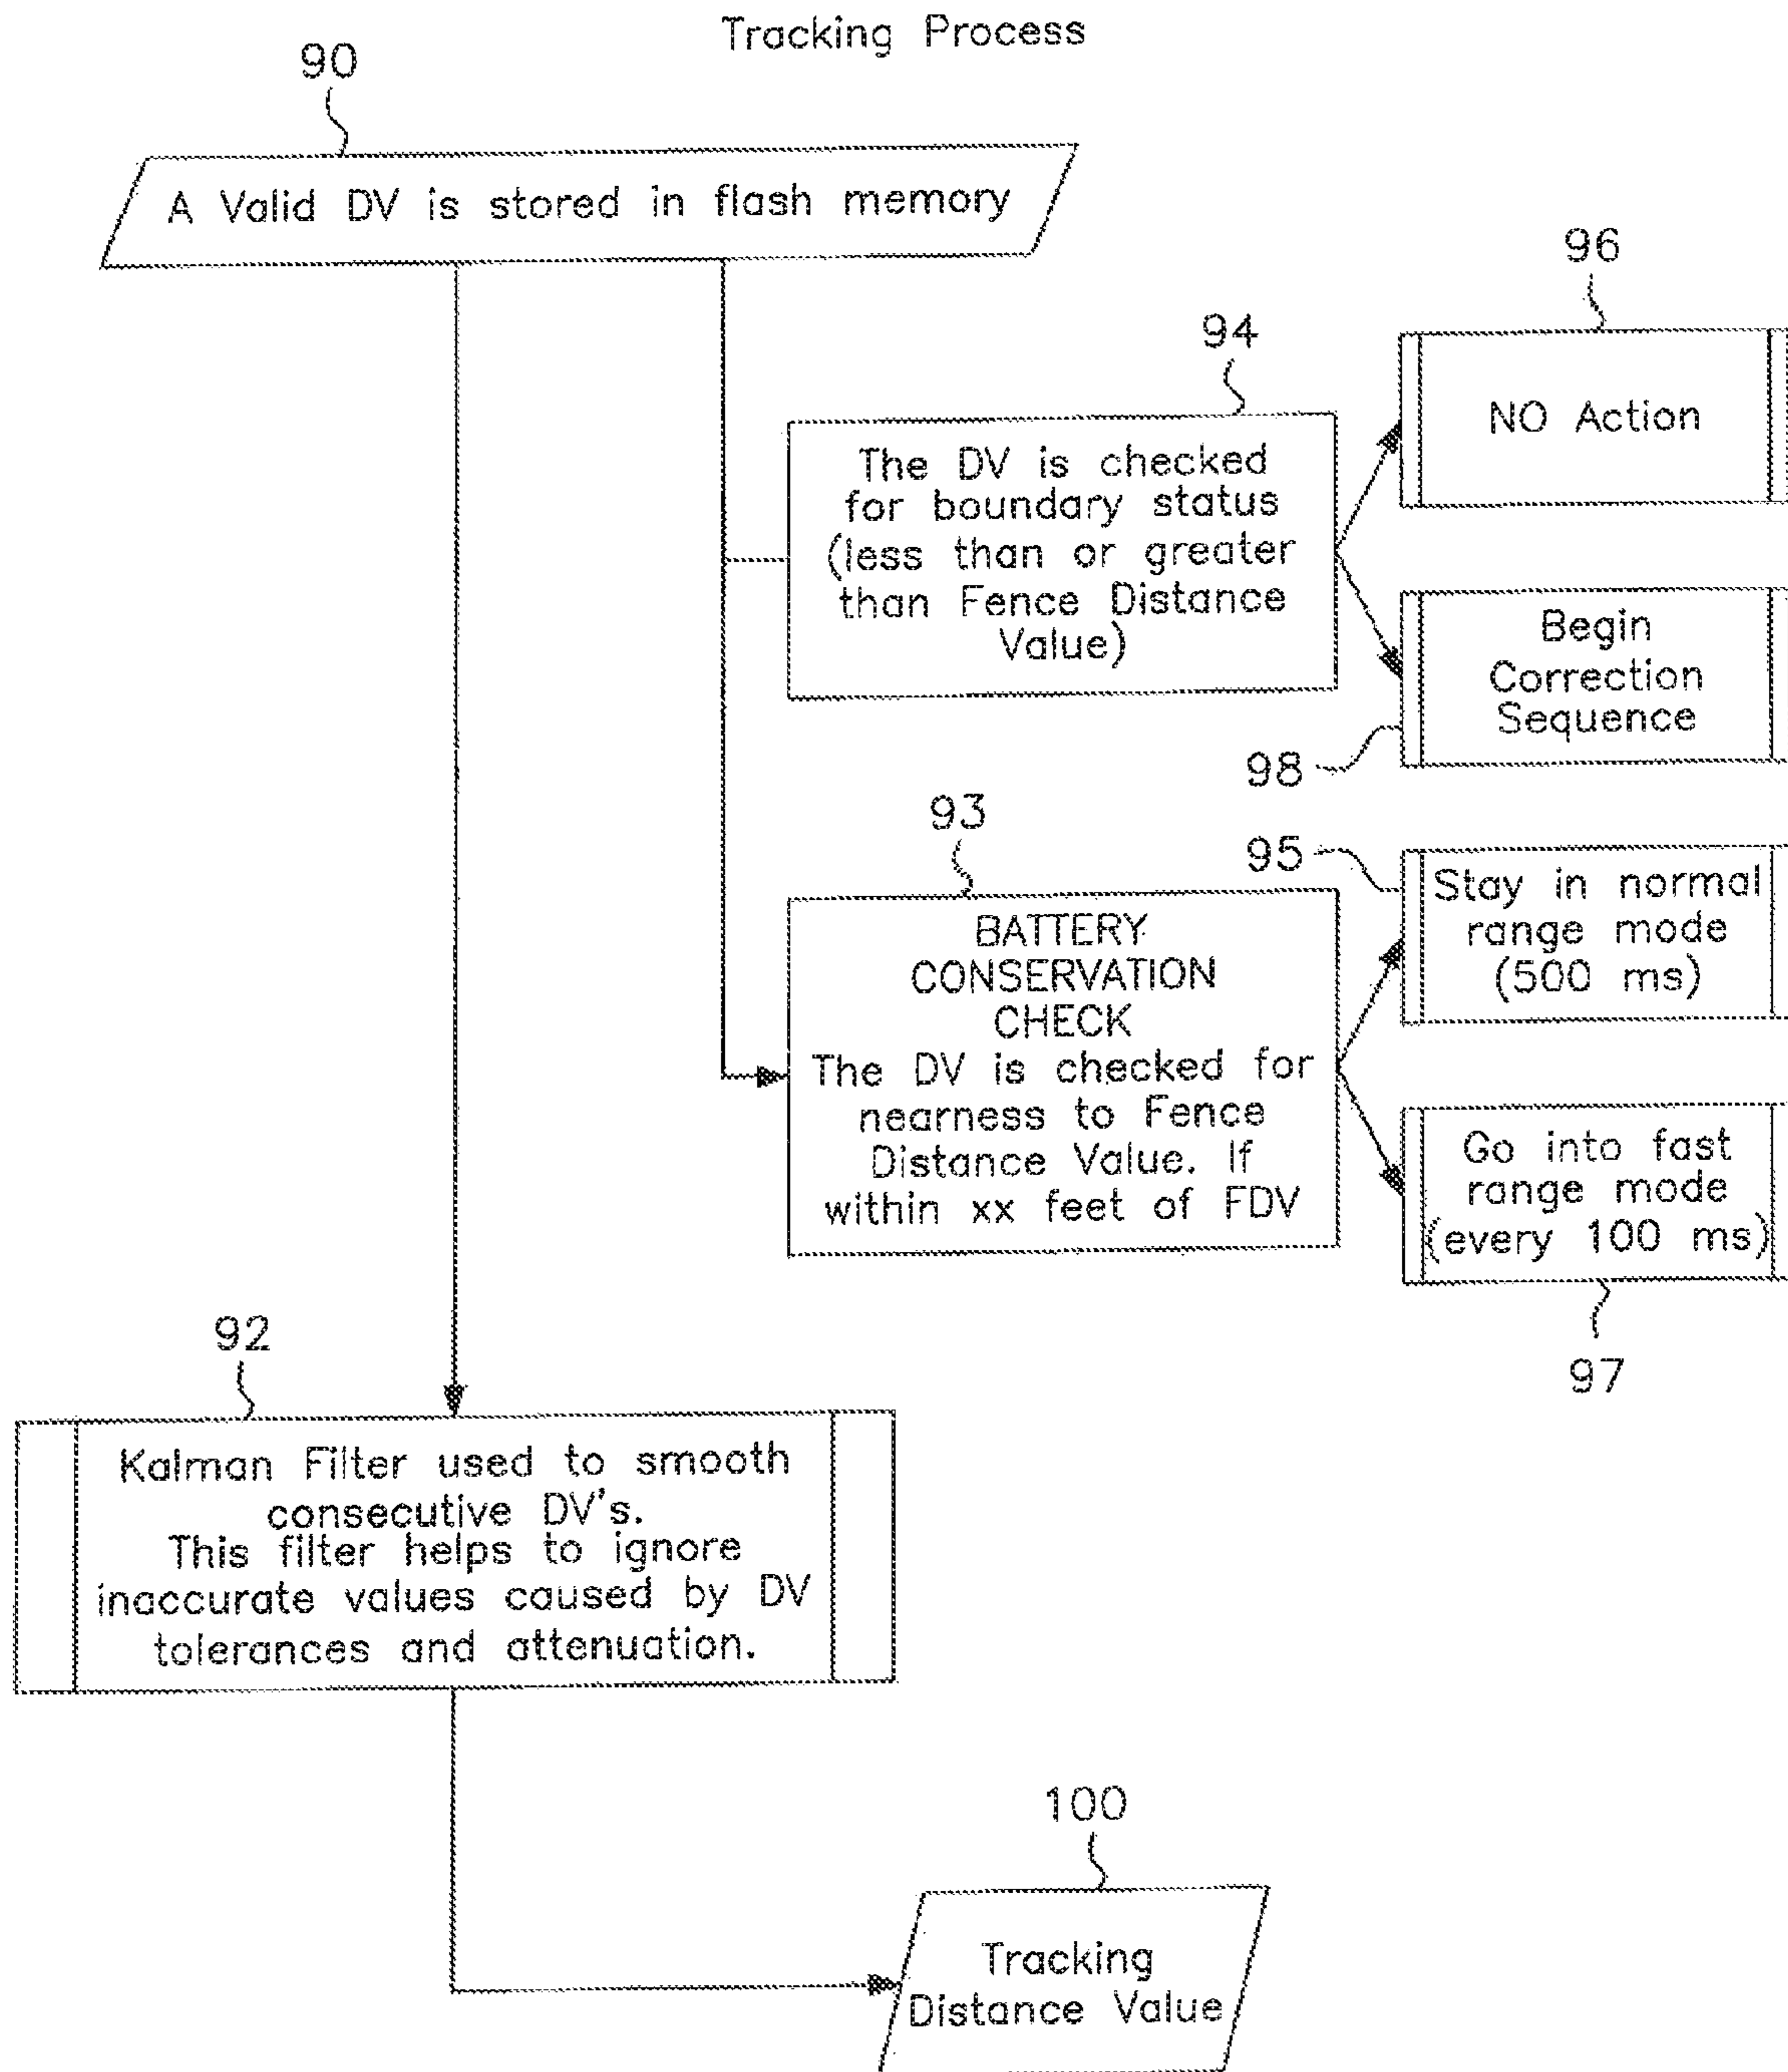 Tracking Process
90
A Valid DV is stored in flash memory
96
94
NO Action
The DV is checked
for boundary status
(less than or greater
than Fence Distance
Value)
Begin
Correction
Sequence
98
93
95
Stay in normal
range mode
(500 ms)
BATTERY
CONSERVATION
CHECK
The DV is checked for
nearness to Fence
Distance Value. If
within xx feet of FDV
Go into fast
range mode
(every 100 ms)
97
92
Kalman Filter used to smooth
consecutive DV's.
This filter helps to ignore
inaccurate values caused by DV
tolerances and attenuation.
100
Tracking
Distance Value